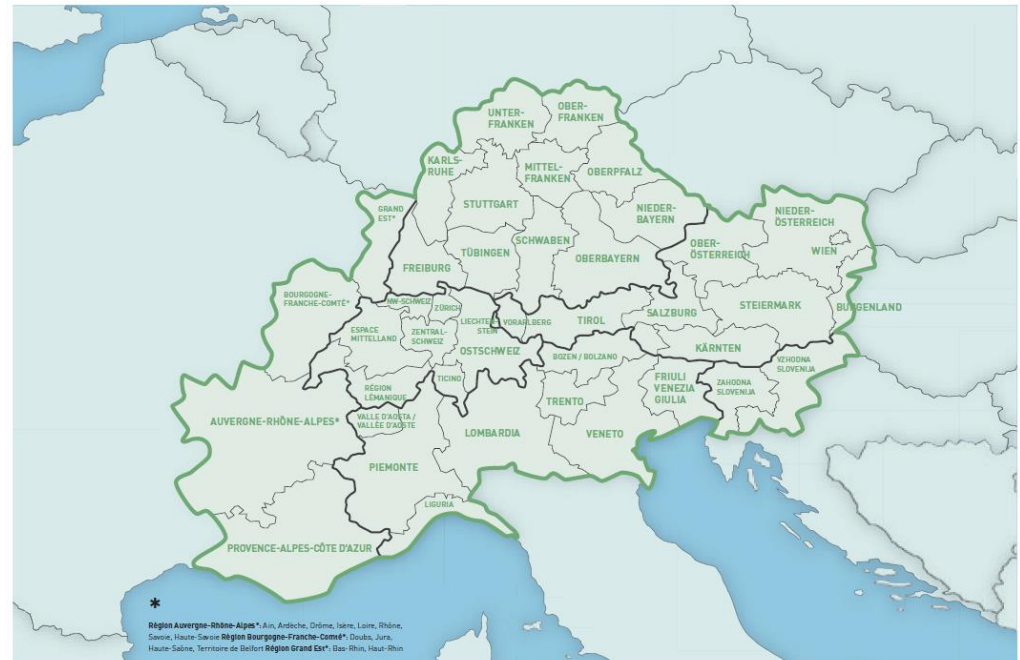 UNTER-
FRANKEN
OBER-
FRANKEN
KARLS-
RUHE
MITTEL-
FRANKEN
OBERPFALZ
STUTTGART
NIEDER-
BAYERN
GRAND
EST*
NIEDER-
ÖSTERREICH
TÜBINGEN
SCHWABEN
OBERBAYERN
OBER-
ÖSTERREICH
WIEN
FREIBURG
BOURGOGNE-
FRANCHE-COMTÉ*
NW-SCHWEIZ
ZÜRICH
LIECHTEN-
STEIN
VORARLBERG
TIROL
SALZBURG
STEIERMARK
BURGENLAND
ESPACE
MITTELLAND
ZENTRAL-
SCHWEIZ
OSTSCHWEIZ
BOZEN / BOLZANO
KÄRNTEN
VZHODNA
SLOVENIJA
RÉGION
LÉMANIQUE
TICINO
TRENTO
FRIULI
VENEZIA
GIULIA
ZAHODNA
SLOVENIJA
AUVERGNE-RHÔNE-ALPES*
VALLE D'AOSTA /
VALLÉE D'AOSTE
LOMBARDIA
VENETO
PIEMONTE
LIGURIA
PROVENCE-ALPES-CÔTE D'AZUR
*
Région Auvergne-Rhône-Alpes*: Ain, Ardèche, Drôme, Isère, Loire, Rhône,
Savoie, Haute-Savoie Région Bourgogne-Franche-Comté*: Doubs, Jura,
Haute-Saône, Territoire de Belfort Région Grand Est*: Bas-Rhin, Haut-Rhin